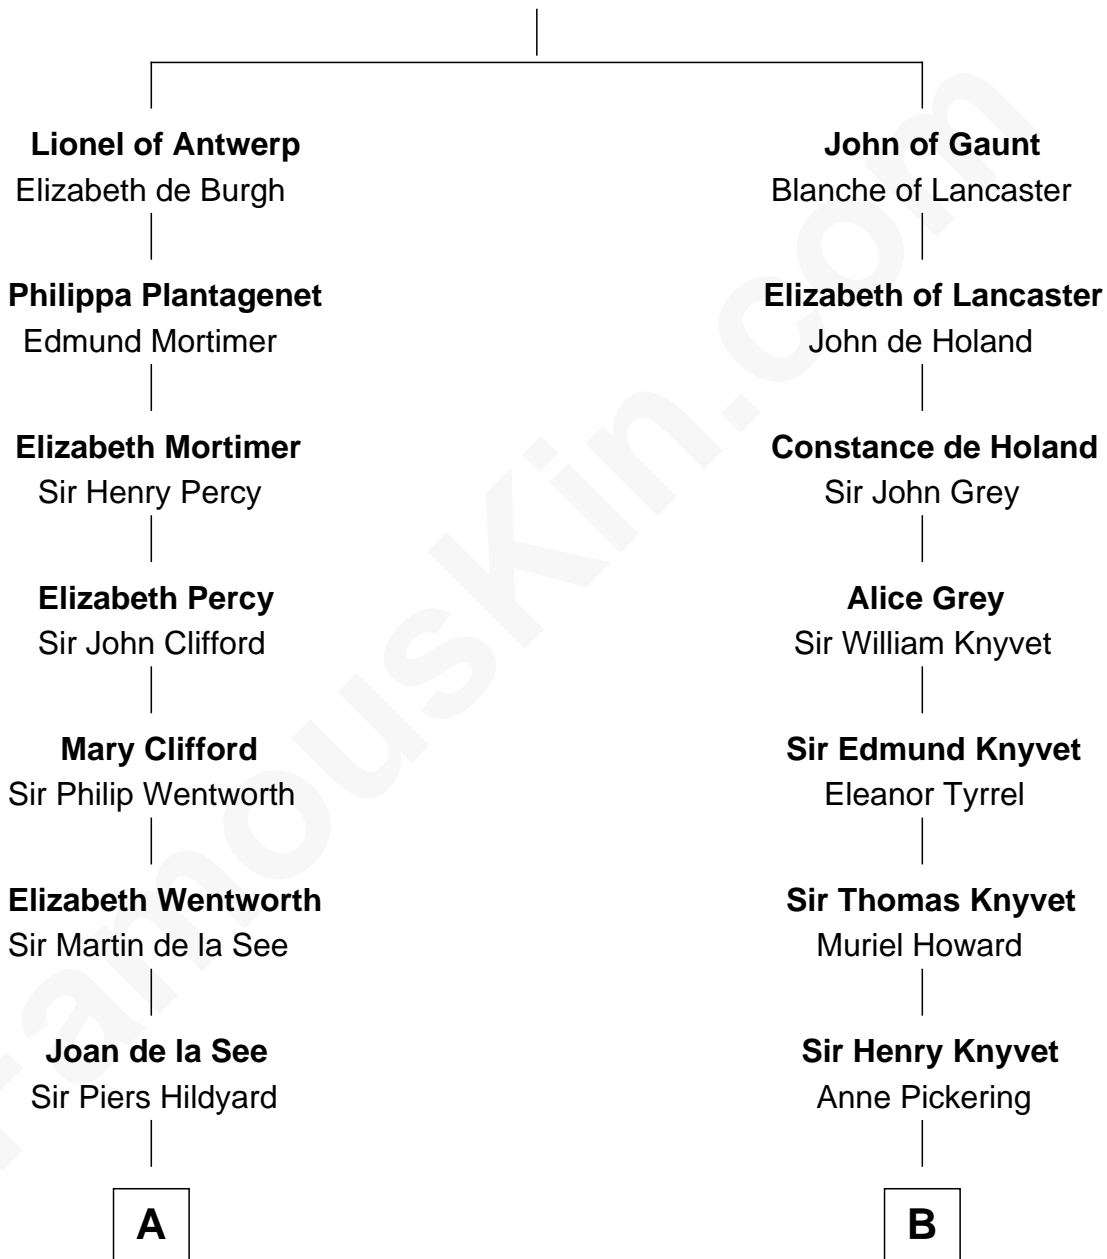 Lionel of Antwerp
Elizabeth de Burgh
Philippa Plantagenet
Edmund Mortimer
Elizabeth Mortimer
Sir Henry Percy
Elizabeth Percy
Sir John Clifford
Mary Clifford
Sir Philip Wentworth
Elizabeth Wentworth
Sir Martin de la See
Joan de la See
Sir Piers Hildyard
A
John of Gaunt
Blanche of Lancaster
Elizabeth of Lancaster
John de Holand
Constance de Holand
Sir John Grey
Alice Grey
Sir William Knyvet
Sir Edmund Knyvet
Eleanor Tyrrel
Sir Thomas Knyvet
Muriel Howard
Sir Henry Knyvet
Anne Pickering
B
FamousKin.com